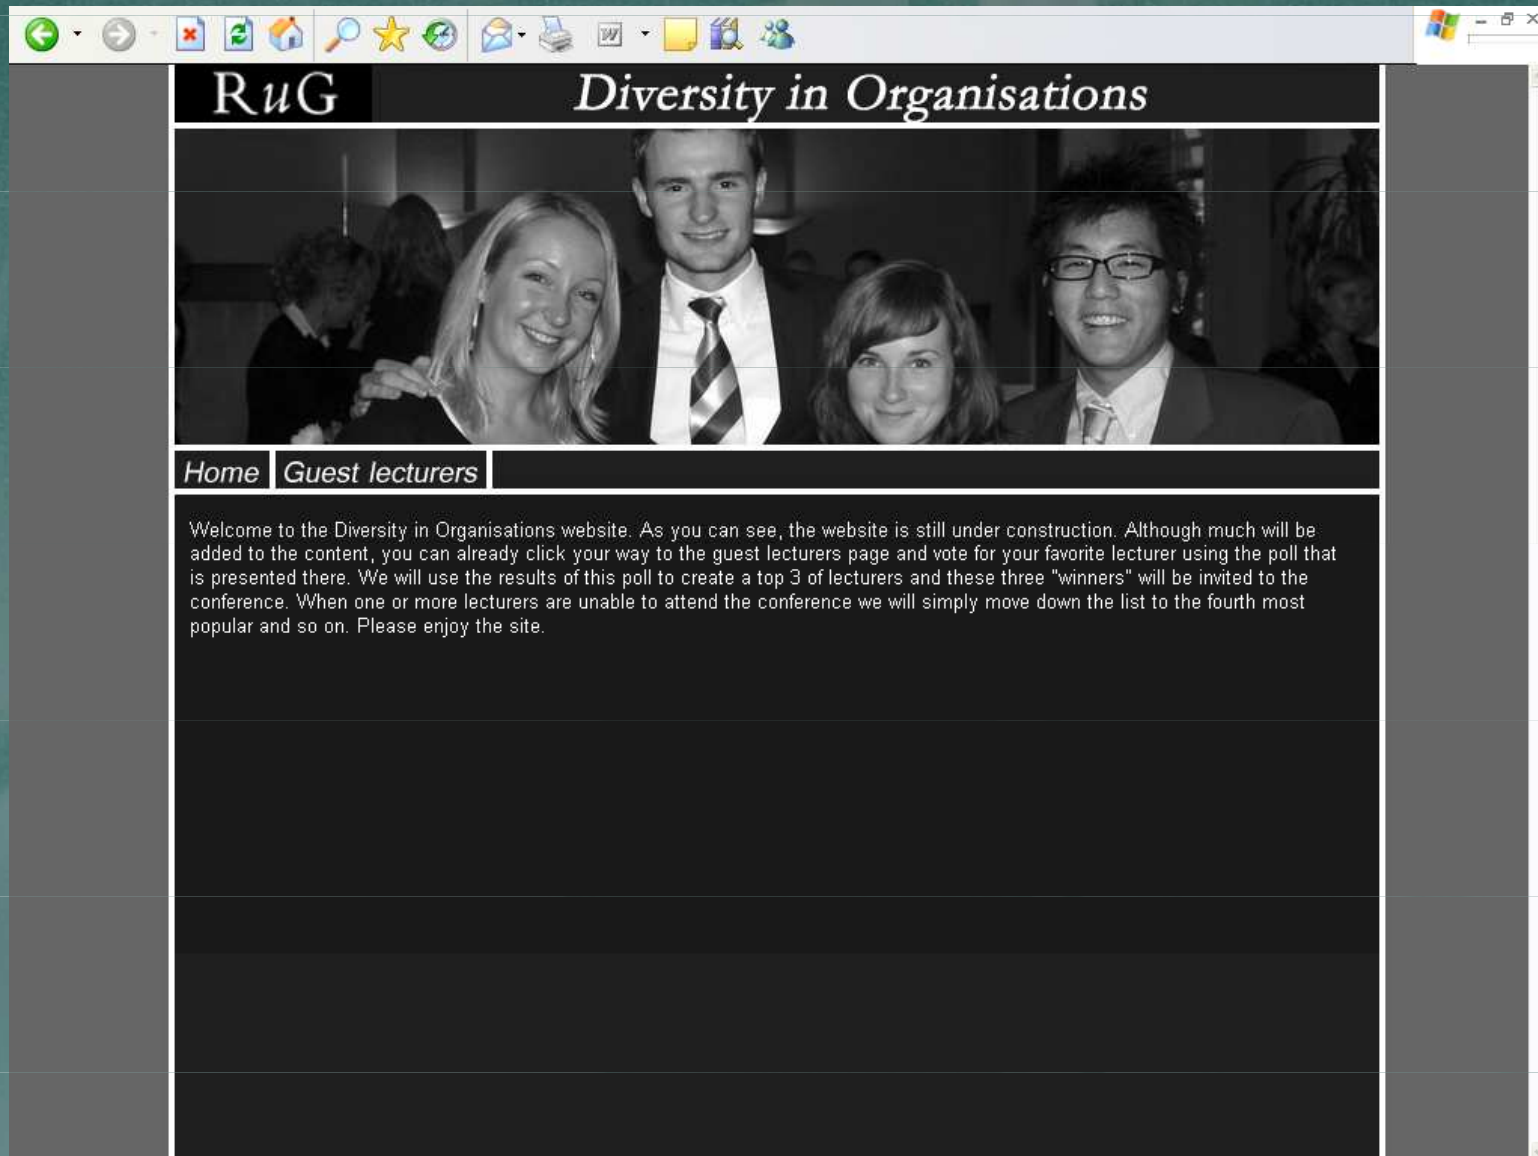 RuG
Diversity in Organisations
Home
Guest lecturers
Welcome to the Diversity in Organisations website. As you can see, the website is still under construction. Although much will be
added to the content, you can already click your way to the guest lecturers page and vote for your favorite lecturer using the poll that
is presented there. We will use the results of this poll to create a top 3 of lecturers and these three "winners" will be invited to the
conference. When one or more lecturers are unable to attend the conference we will simply move down the list to the fourth most
popular and so on. Please enjoy the site.